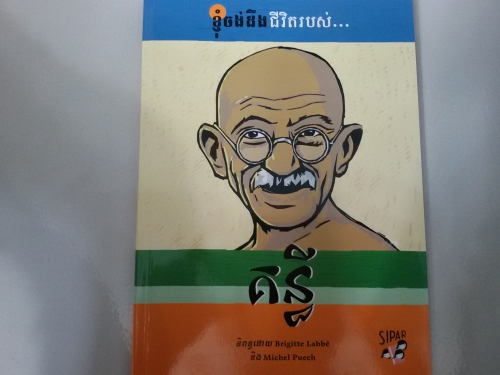 ខ្ញុំចង់ដឹងជីវិតរបស់...
គន្ធី
និពន្ធដោយ Brigitte Labbé
និង Michel Puech
SIPAR